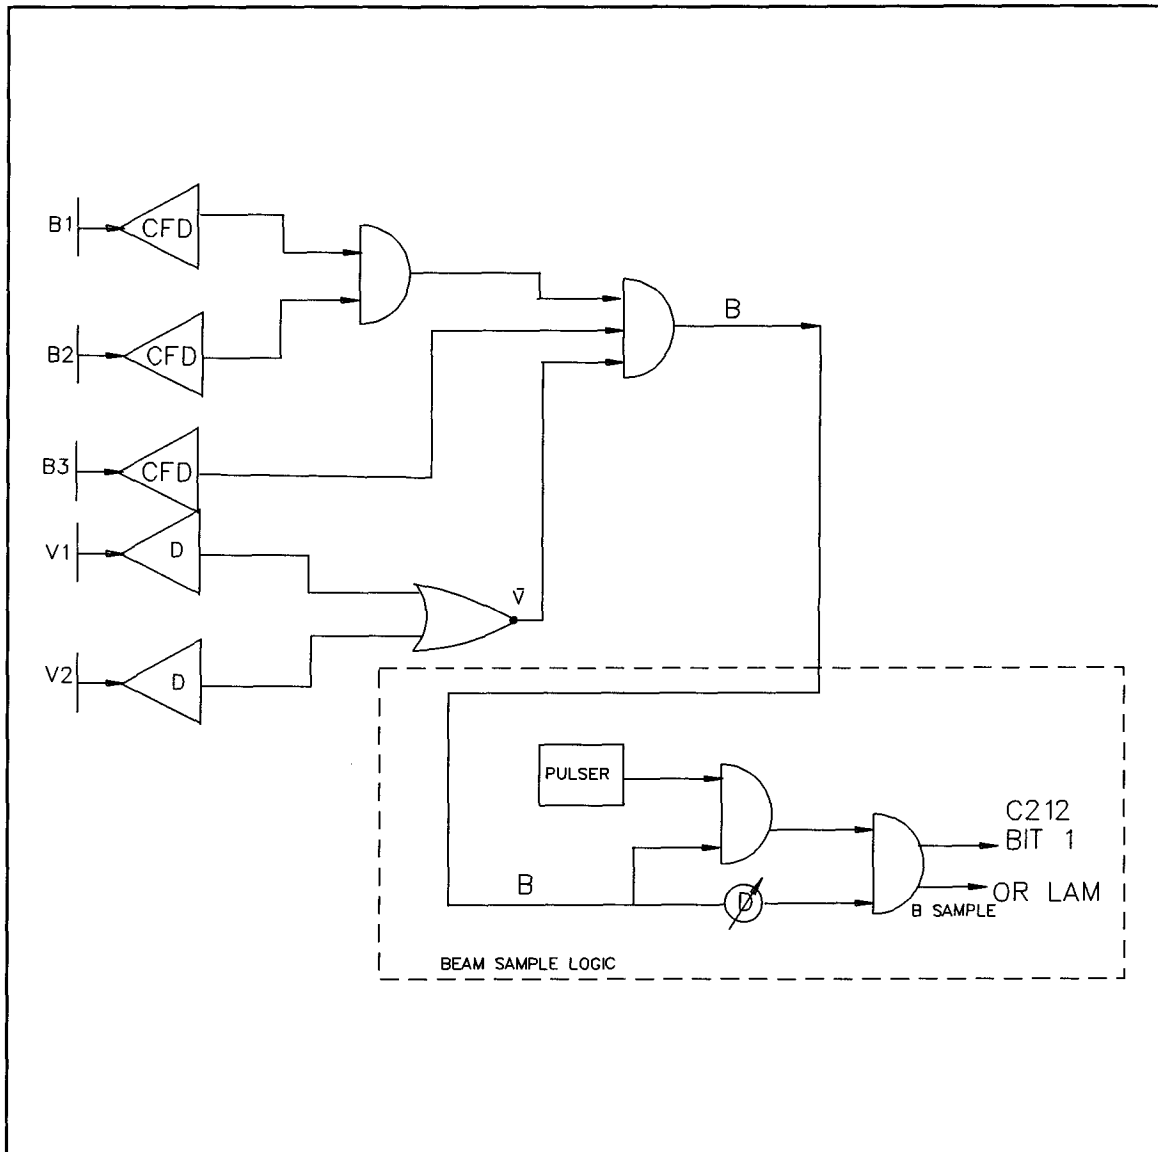 B1
CFD
B2
CFD
B
B3
CFD
V1
D
V̄
V2
D
PULSER
C212
BIT 1
B
D
OR LAM
B SAMPLE
BEAM SAMPLE LOGIC